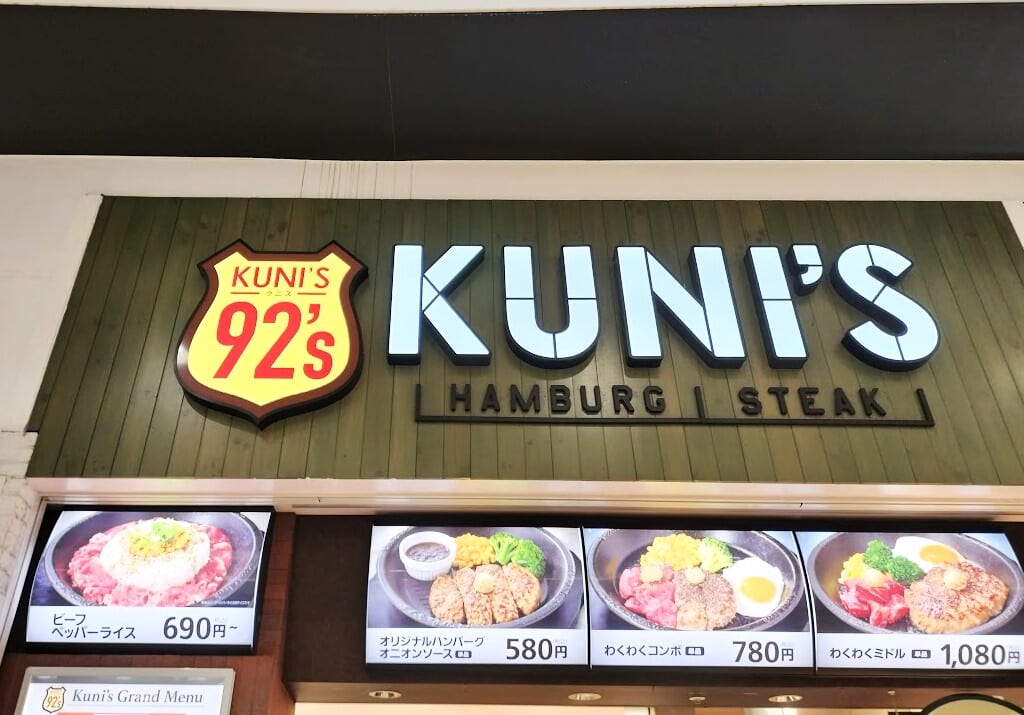 KUNI'S
クニズ
92's
KUNI'S
HAMBURG STEAK
ビーフ
ペッパーライス 690円~
オリジナルハンバーグ
オニオンソース 580円
わくわくコンボ 780円
わくわくミドル 1,080円
92's Kuni's Grand Menu